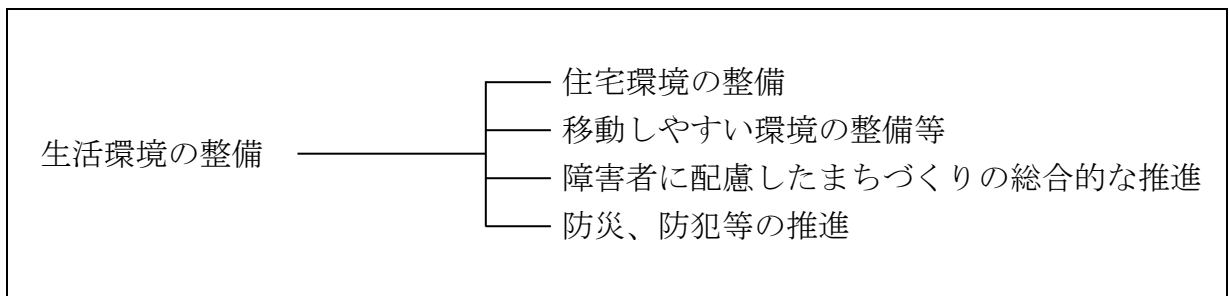 住宅環境の整備
移動しやすい環境の整備等
生活環境の整備
障害者に配慮したまちづくりの総合的な推進
防災、防犯等の推進